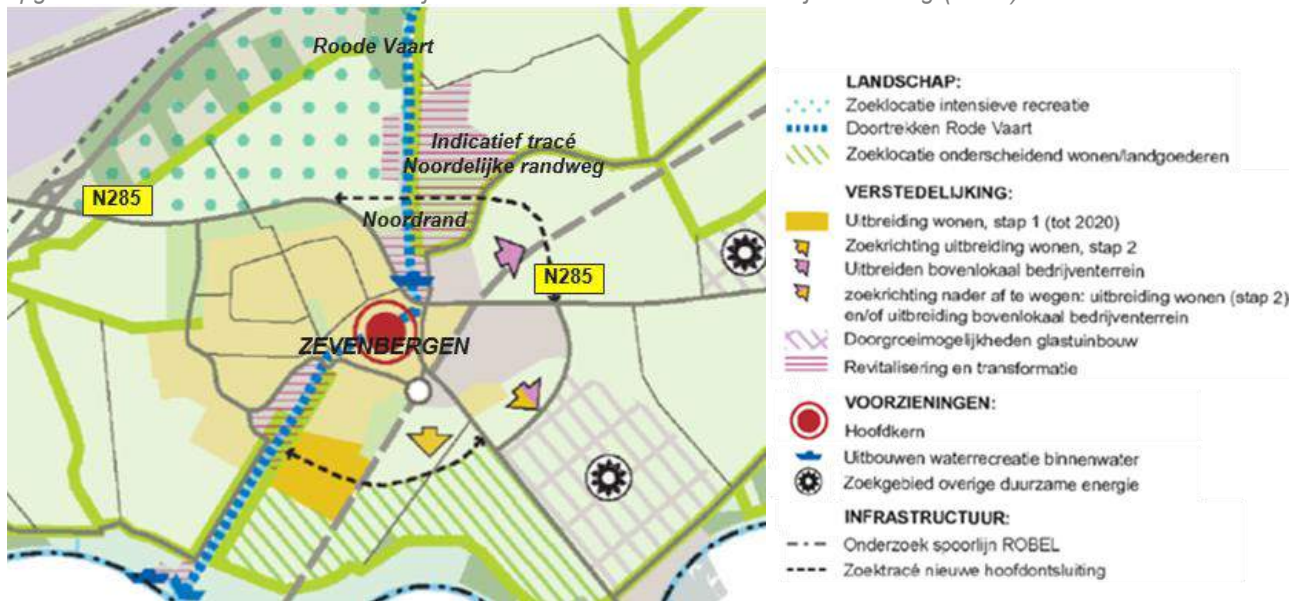 Roode Vaart
Indicatief tracé
Noordelijke randweg
N285
Noordrand
N285
ZEVENBERGEN
LANDSCHAP:
Zoeklocatie intensieve recreatie
Doortrekken Rode Vaart
Zoeklocatie onderscheidend wonen/landgoederen
VERSTEDELIJKING:
Uitbreiding wonen, stap 1 (tot 2020)
Zoekrichting uitbreiding wonen, stap 2
Uitbreiden bovenlokaal bedrijventerrein
zoekrichting nader af te wegen: uitbreiding wonen (stap 2)
en/of uitbreiding bovenlokaal bedrijventerrein
Doorgroeimogelijkheden glastuinbouw
Revitalisering en transformatie
VOORZIENINGEN:
Hoofdkern
Uitbouwen waterrecreatie binnenwater
Zoekgebied overige duurzame energie
INFRASTRUCTUUR:
Onderzoek spoorlijn ROBEL
Zoektracé nieuwe hoofdontsluiting